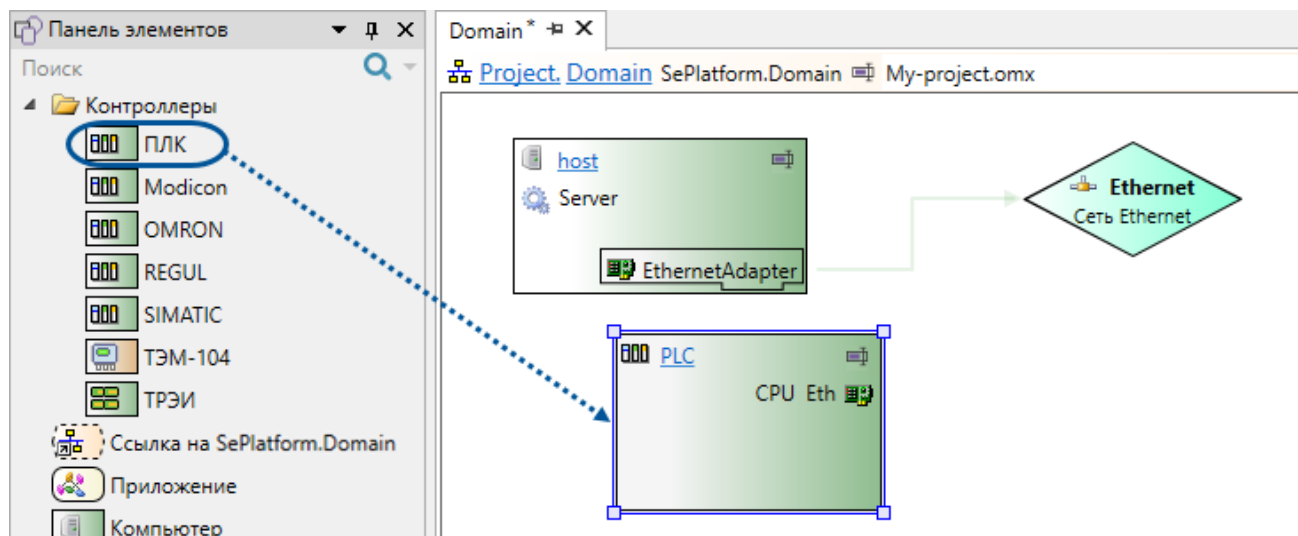 Панель элементов
Поиск
Контроллеры
ПЛК
Modicon
OMRON
REGUL
SIMATIC
ТЭМ-104
ТРЭИ
Ссылка на SePlatform.Domain
Приложение
Компьютер
Domain*
Project. Domain SePlatform.Domain My-project.omx
host
Server
EthernetAdapter
Ethernet
Сеть Ethernet
PLC
CPU Eth